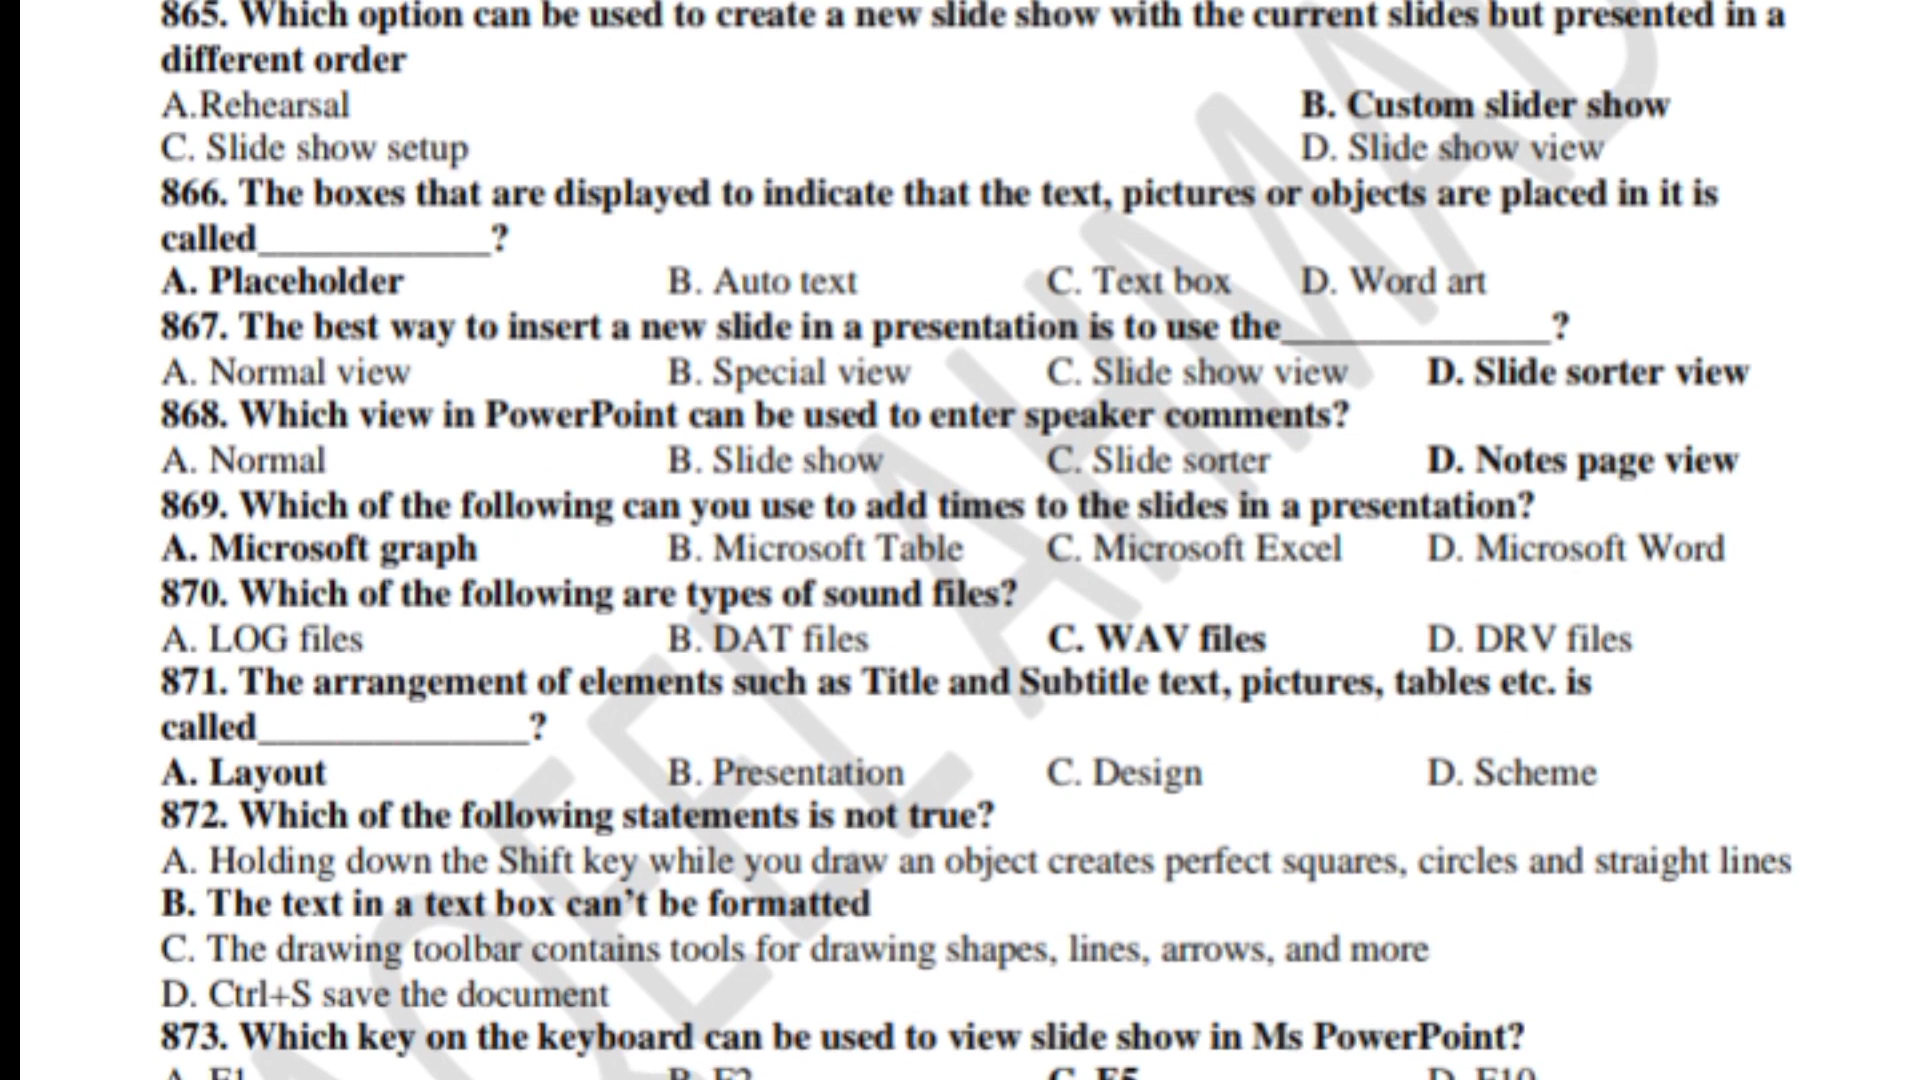 865. Which option can be used to create a new slide show with the current slides but presented in a
different order
A.Rehearsal B. Custom slider show
C. Slide show setup D. Slide show view
866. The boxes that are displayed to indicate that the text, pictures or objects are placed in it is
called____________?
A. Placeholder B. Auto text C. Text box D. Word art
867. The best way to insert a new slide in a presentation is to use the______________?
A. Normal view B. Special view C. Slide show view D. Slide sorter view
868. Which view in PowerPoint can be used to enter speaker comments?
A. Normal B. Slide show C. Slide sorter D. Notes page view
869. Which of the following can you use to add times to the slides in a presentation?
A. Microsoft graph B. Microsoft Table C. Microsoft Excel D. Microsoft Word
870. Which of the following are types of sound files?
A. LOG files B. DAT files C. WAV files D. DRV files
871. The arrangement of elements such as Title and Subtitle text, pictures, tables etc. is
called______________?
A. Layout B. Presentation C. Design D. Scheme
872. Which of the following statements is not true?
A. Holding down the Shift key while you draw an object creates perfect squares, circles and straight lines
B. The text in a text box can’t be formatted
C. The drawing toolbar contains tools for drawing shapes, lines, arrows, and more
D. Ctrl+S save the document
873. Which key on the keyboard can be used to view slide show in Ms PowerPoint?
A. F1 B. F2 C. F5 D. F10